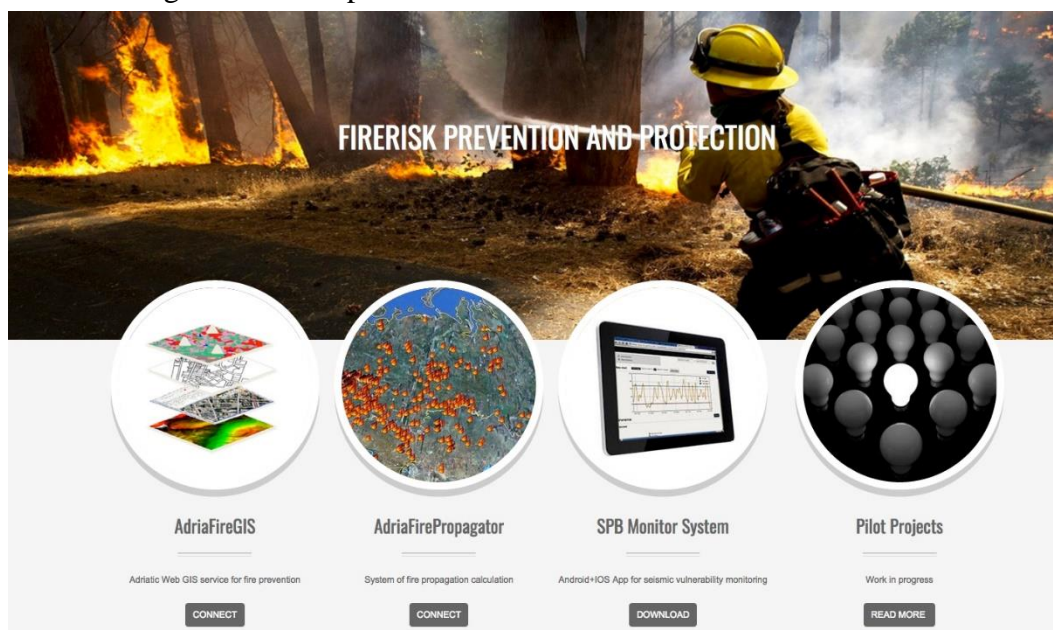 FIRERISK PREVENTION AND PROTECTION
AdriaFireGIS
AdriaFirePropagator
SPB Monitor System
Pilot Projects
Adriatic Web GIS service for fire prevention
System of fire propagation calculation
Android+IOS App for seismic vulnerability monitoring
Work in progress
CONNECT
CONNECT
DOWNLOAD
READ MORE